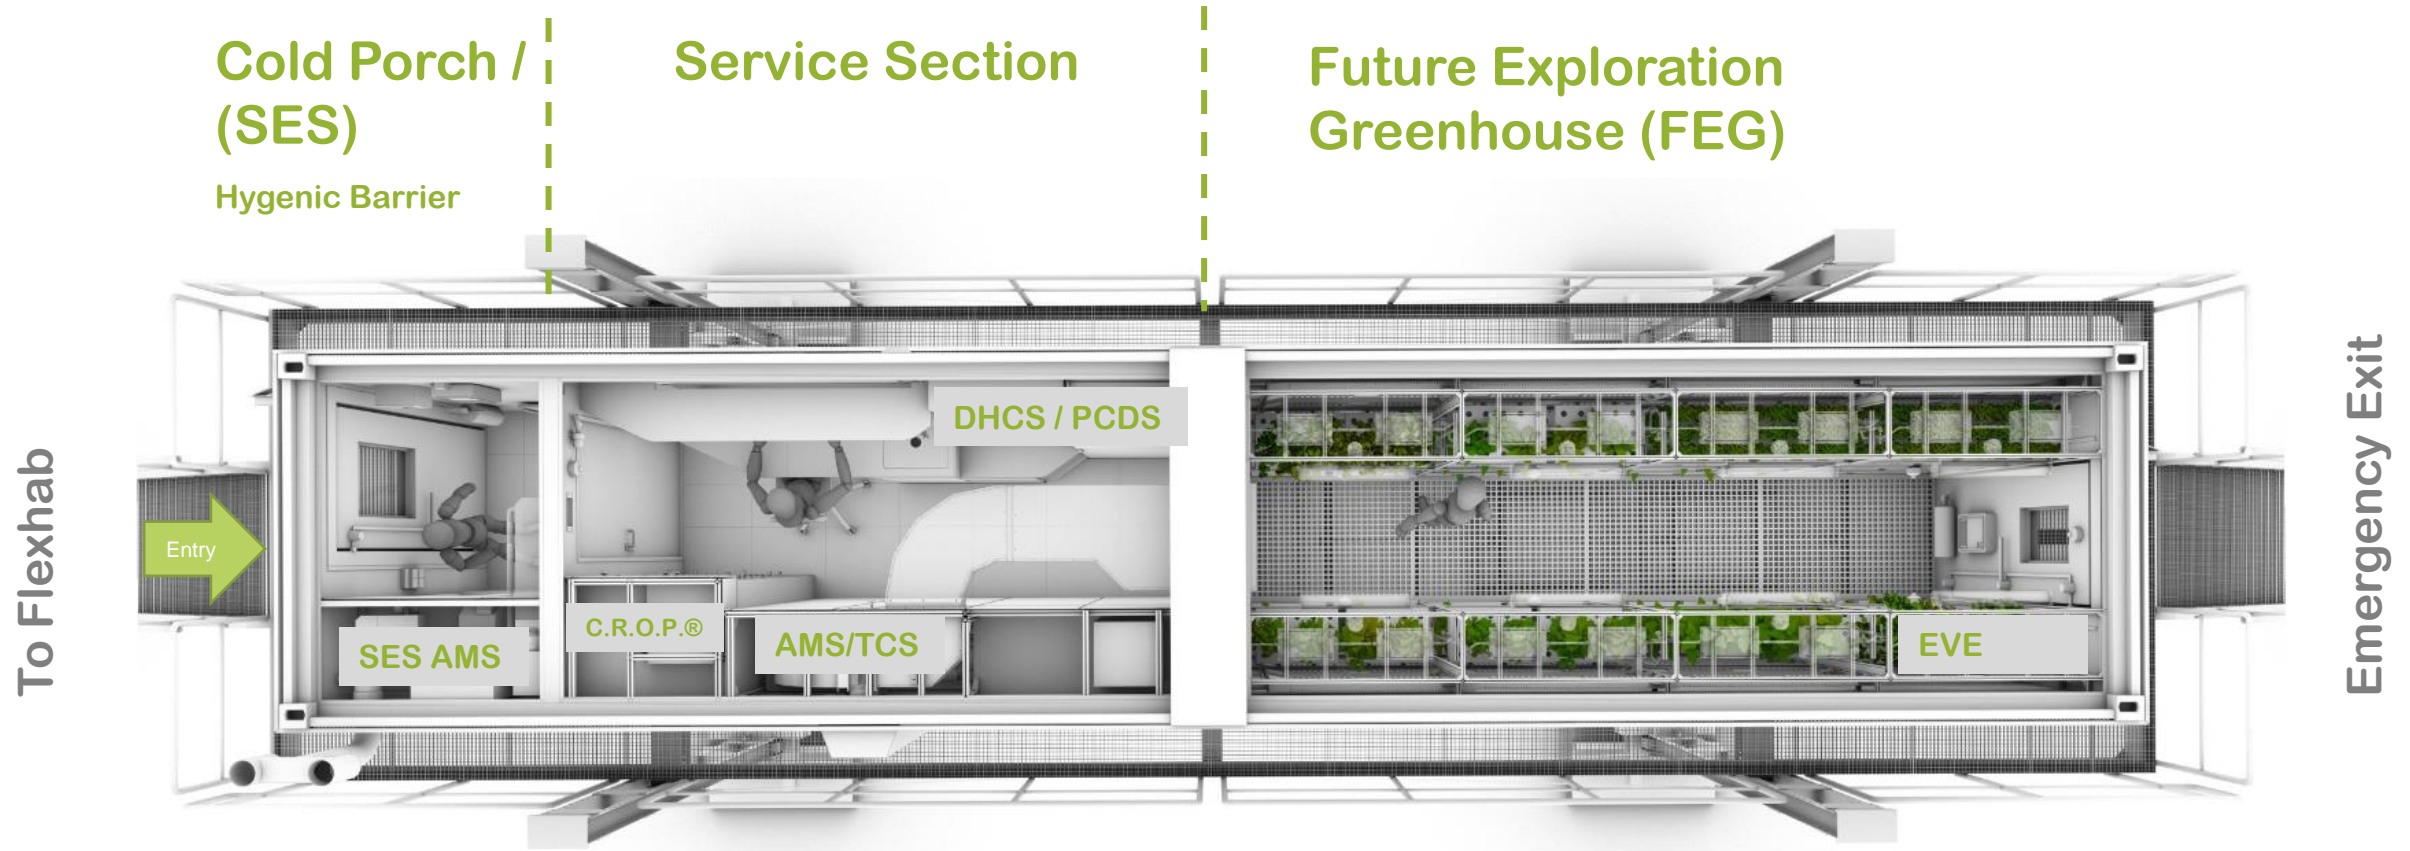 Cold Porch /
(SES)
Hygenic Barrier
Service Section
Future Exploration
Greenhouse (FEG)
To Flexhab
Entry
DHCS / PCDS
SES AMS
C.R.O.P.®
AMS/TCS
EVE
Emergency Exit